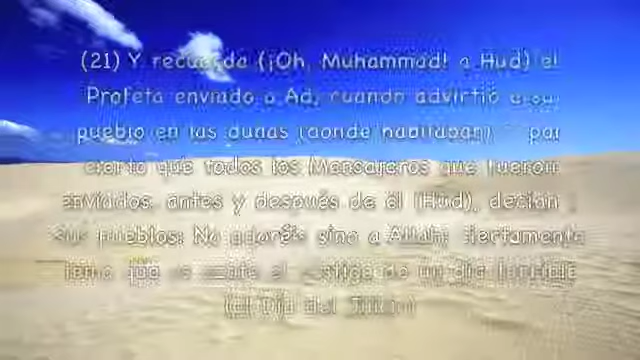 (21) Y recuerda (¡Oh, Muhammad! a Hud) el
Profeta enviado a Ad, cuando advirtió a su
pueblo en las dunas (donde habitaban) por
cierto que todos los Mensajeros que fueron
enviados, antes y después de él (Hud), decían a
sus pueblos: No adoréis sino a Allah; ciertamente
temo que os azote el castigo de un día terrible
(el Día del Juicio)